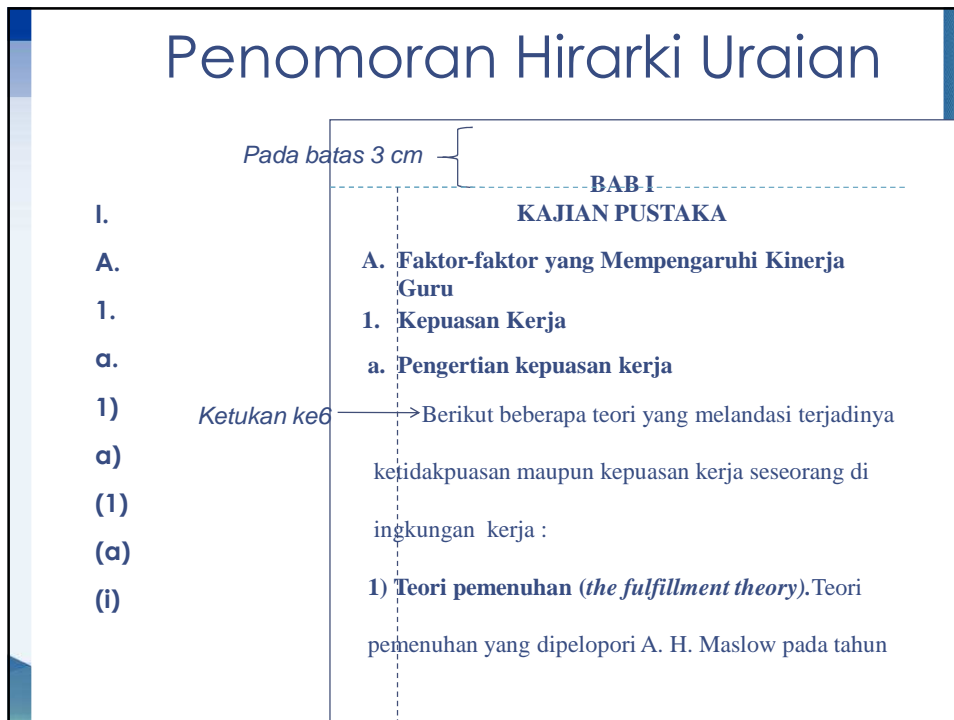 Penomoran Hirarki Uraian
Pada batas 3 cm
I.
A.
1.
a.
1)
a)
(1)
(a)
(i)
Ketukan ke6
BAB I
KAJIAN PUSTAKA
A. Faktor-faktor yang Mempengaruhi Kinerja
Guru
1. Kepuasan Kerja
a. Pengertian kepuasan kerja
Berikut beberapa teori yang melandasi terjadinya
ketidakpuasan maupun kepuasan kerja seseorang di
ingkungan kerja :
1) Teori pemenuhan (the fulfillment theory).Teori
pemenuhan yang dipelopori A. H. Maslow pada tahun